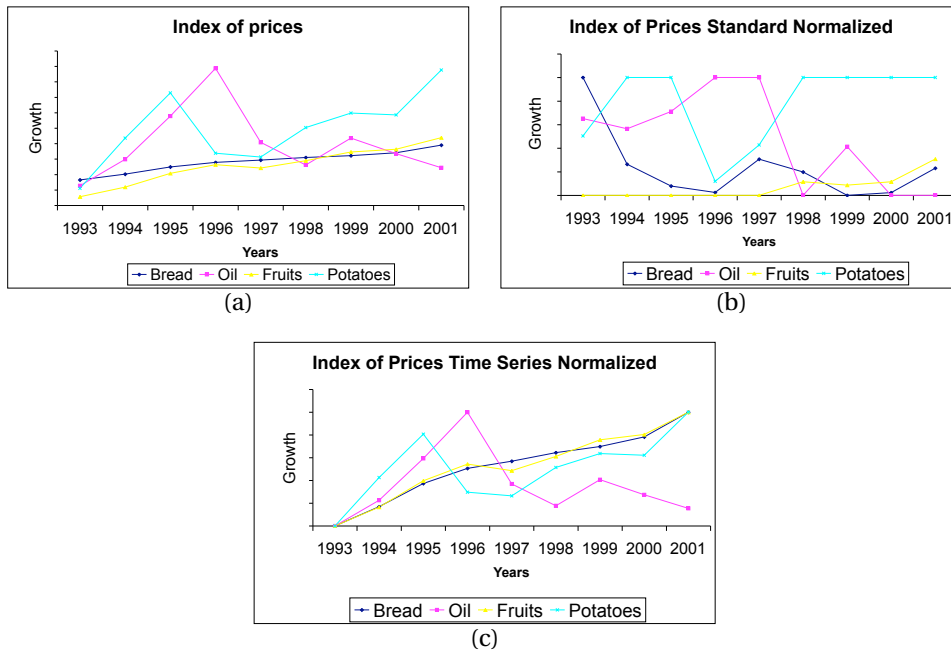 Index of prices
Growth
1993 1994 1995 1996 1997 1998 1999 2000 2001
Years
Bread Oil Fruits Potatoes
(a)
Index of Prices Standard Normalized
Growth
1993 1994 1995 1996 1997 1998 1999 2000 2001
Years
Bread Oil Fruits Potatoes
(b)
Index of Prices Time Series Normalized
Growth
1993 1994 1995 1996 1997 1998 1999 2000 2001
Years
Bread Oil Fruits Potatoes
(c)